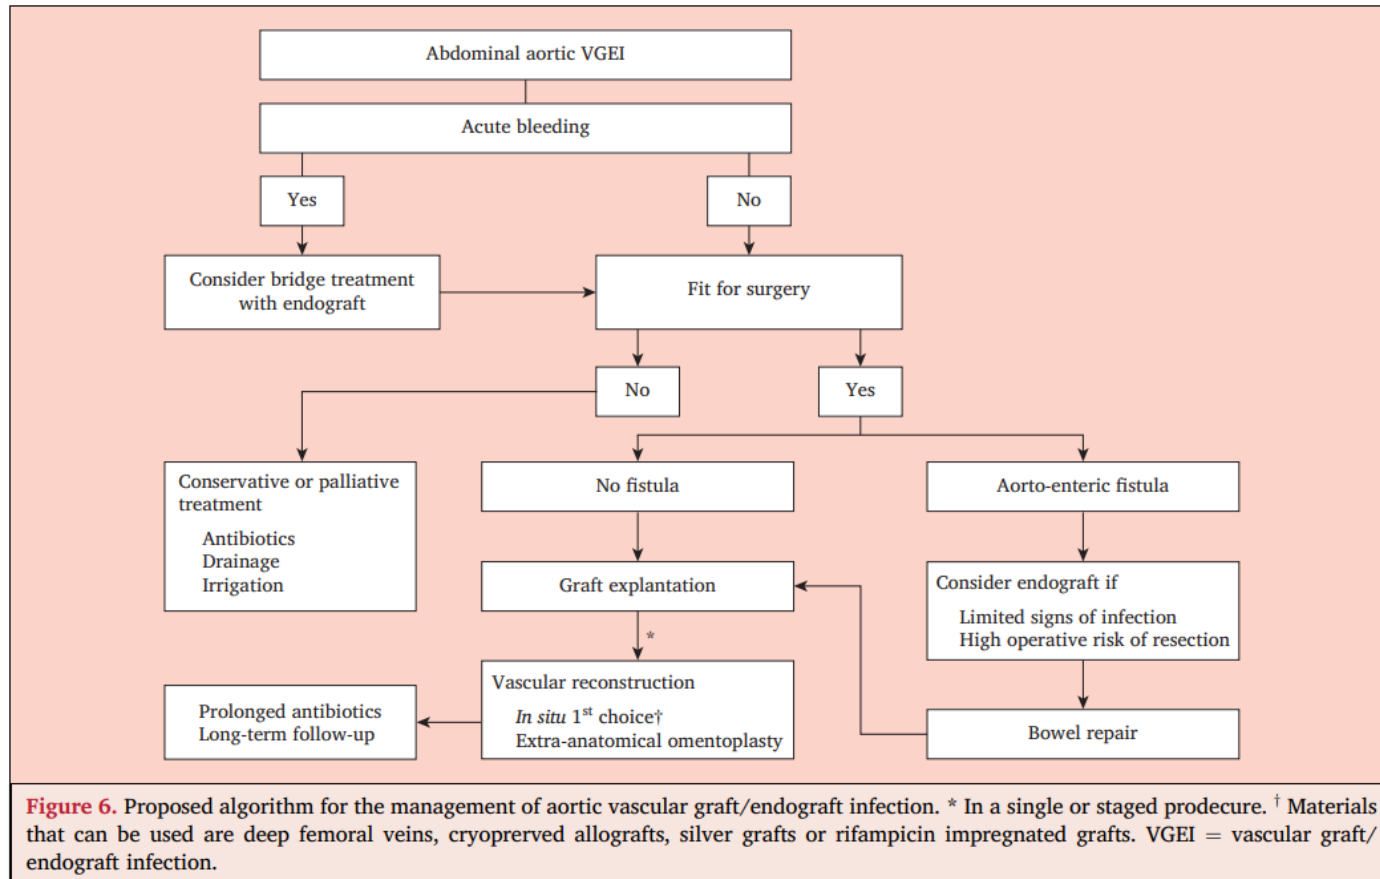 Abdominal aortic VGEI
Acute bleeding
Yes
No
Consider bridge treatment
with endograft
Fit for surgery
No
Yes
Conservative or palliative
treatment
Antibiotics
Drainage
Irrigation
No fistula
Aorto-enteric fistula
Graft explantation
Consider endograft if
Limited signs of infection
High operative risk of resection
*
Vascular reconstruction
In situ 1st choice†
Extra-anatomical omentoplasty
Prolonged antibiotics
Long-term follow-up
Bowel repair
Figure 6. Proposed algorithm for the management of aortic vascular graft/endograft infection. * In a single or staged prodecure. † Materials
that can be used are deep femoral veins, cryoprerved allografts, silver grafts or rifampicin impregnated grafts. VGEI = vascular graft/
endograft infection.